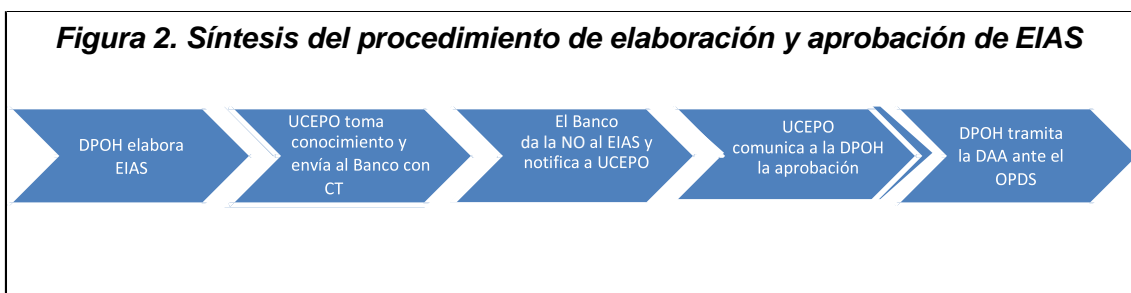 Figura 2. Síntesis del procedimiento de elaboración y aprobación de EIAS
DPOH elabora
EIAS
UCEPO toma
conocimiento y
envía al Banco con
CT
El Banco
da la NO al EIAS y
notifica a UCEPO
UCEPO
comunica a la DPOH
la aprobación
DPOH tramita
la DAA ante el
OPDS